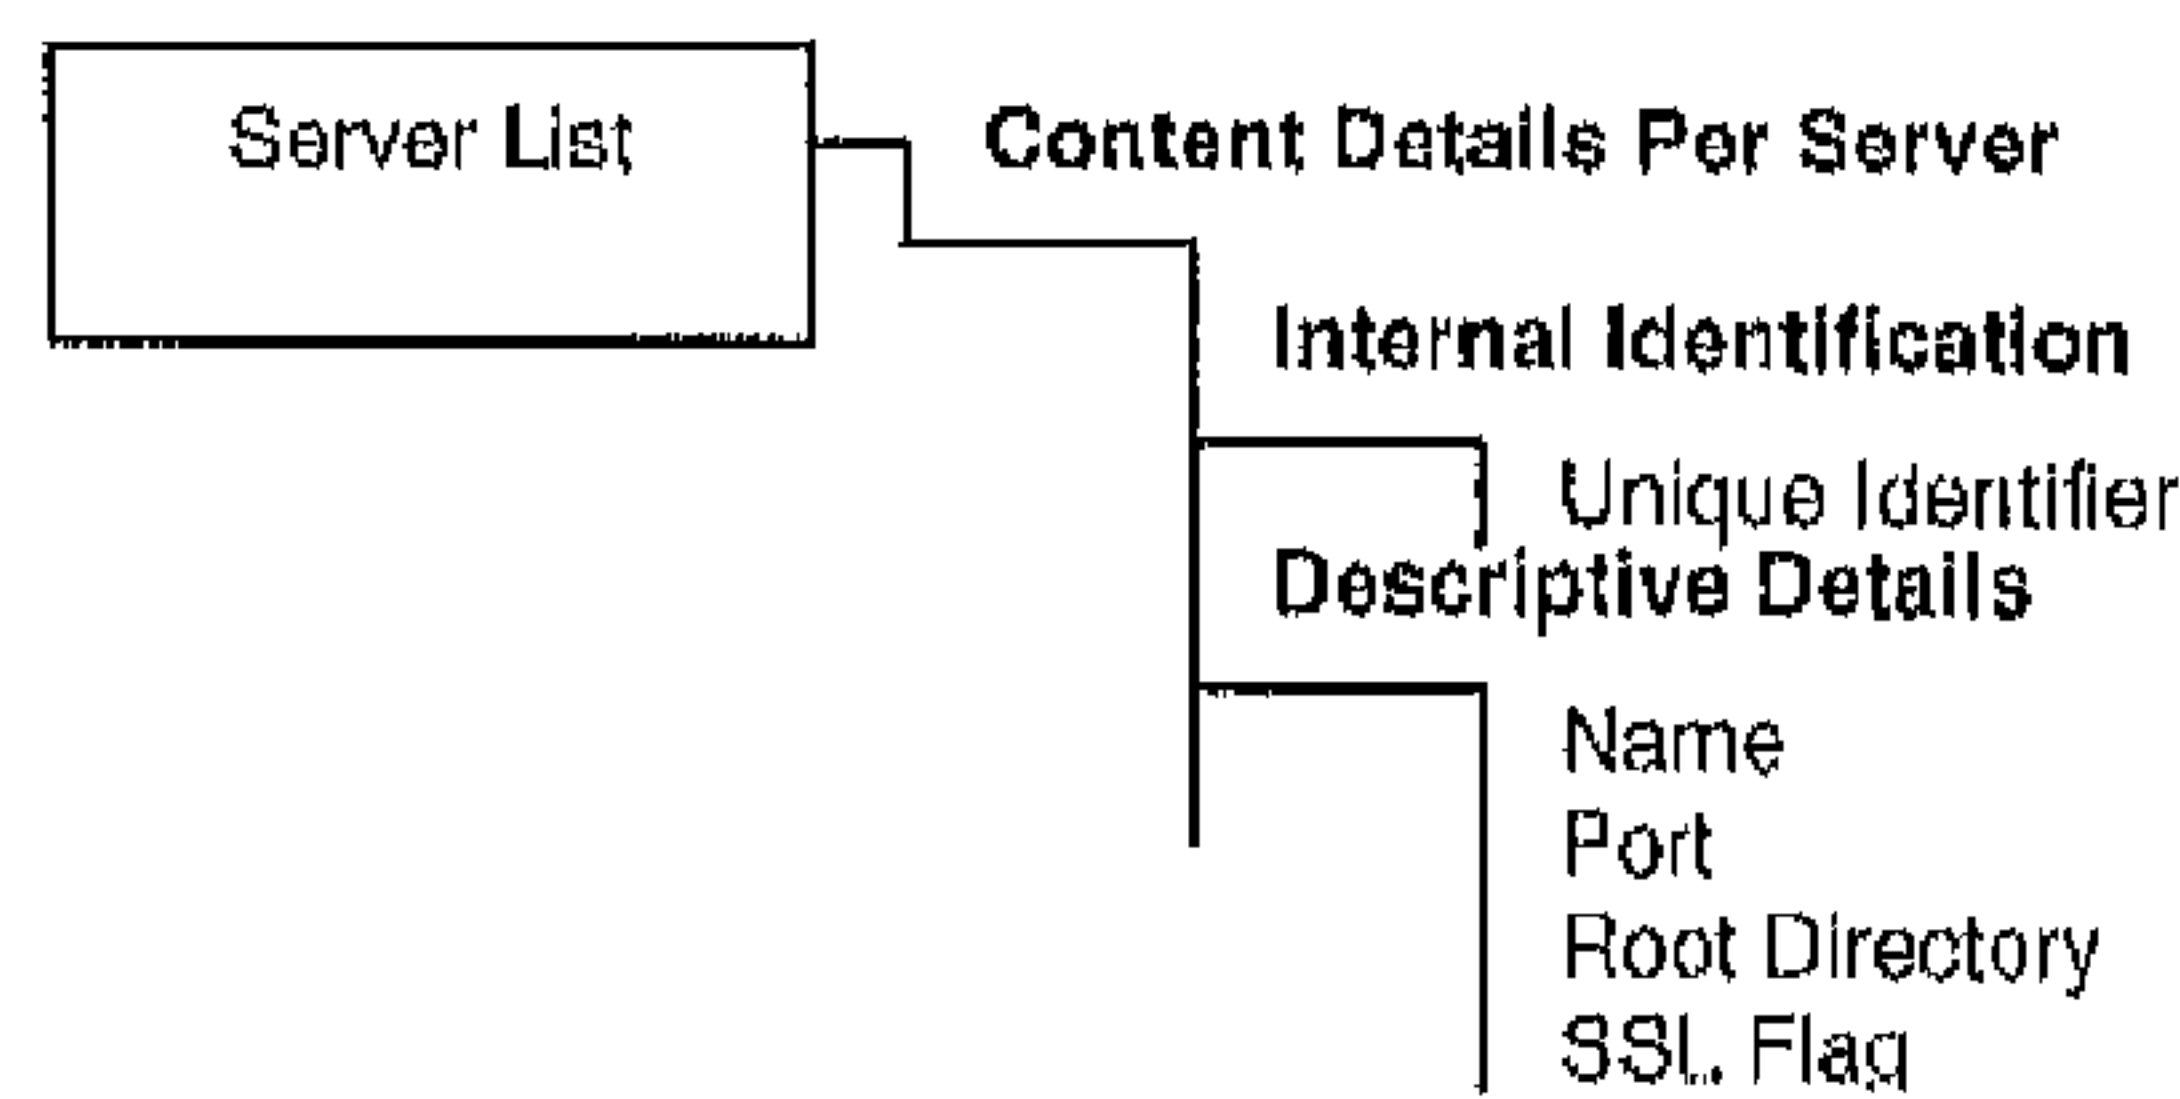 Server List
Content Details Per Server
Internal Identification
Unique Identifier
Descriptive Details
Name
Port
Root Directory
SSL Flag